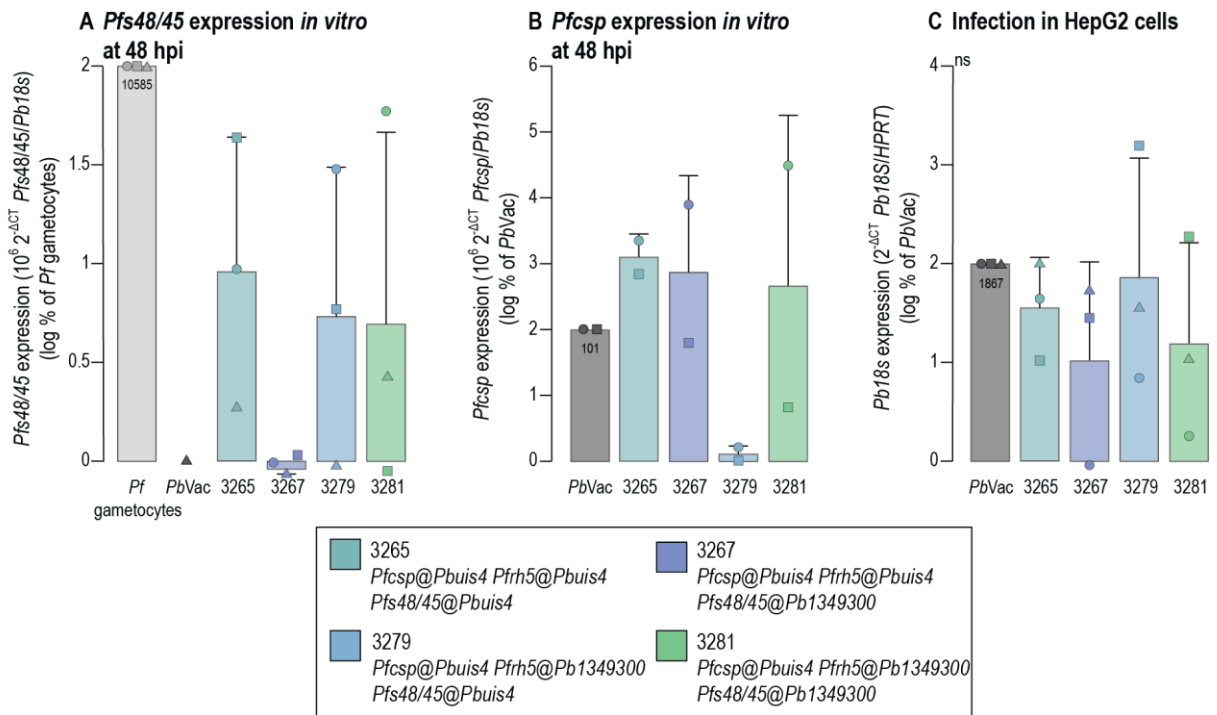 A Pfs48/45 expression in vitro
at 48 hpi
Pfs48/45 expression (10⁶ 2^-ΔCT Pfs48/45/Pb18s)
(log % of Pf gametocytes)
2
1.5
1
0.5
0
10585
Pf
gametocytes
PbVac
3265
3267
3279
3281
B Pfcsp expression in vitro
at 48 hpi
Pfcsp expression (10⁶ 2^-ΔCT Pfcsp/Pb18s)
(log % of PbVac)
6
5
4
3
2
1
0
101
PbVac
3265
3267
3279
3281
C Infection in HepG2 cells
Pb18s expression (2^-ΔCT Pb18S/HPRT)
(log % of PbVac)
4
3
2
1
0
ns
1867
PbVac
3265
3267
3279
3281
3265
Pfcsp@Pbuis4 Pfrh5@Pbuis4
Pfs48/45@Pbuis4
3267
Pfcsp@Pbuis4 Pfrh5@Pbuis4
Pfs48/45@Pb1349300
3279
Pfcsp@Pbuis4 Pfrh5@Pb1349300
Pfs48/45@Pbuis4
3281
Pfcsp@Pbuis4 Pfrh5@Pb1349300
Pfs48/45@Pb1349300